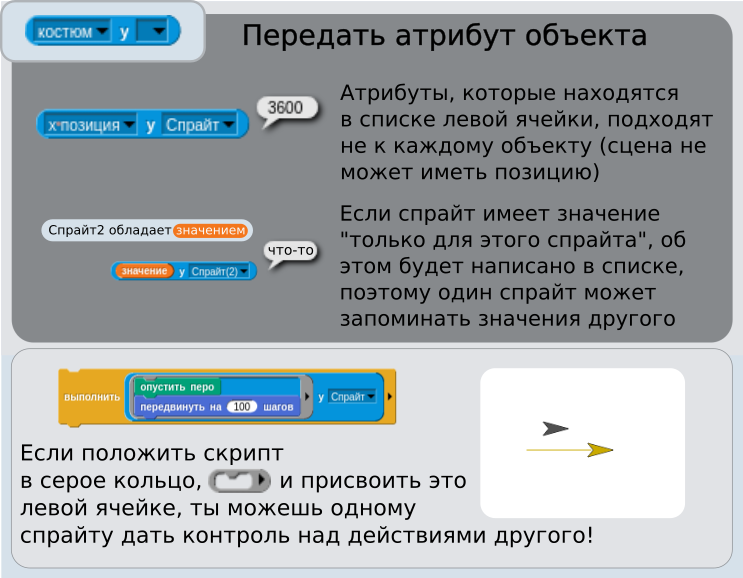 костюм у
Передать атрибут объекта
х-позиция у Спрайт
3600
Атрибуты, которые находятся
в списке левой ячейки, подходят
не к каждому объекту (сцена не
может иметь позицию)
Спрайт2 обладает значением
значение у Спрайт(2)
что-то
Если спрайт имеет значение
"только для этого спрайта", об
этом будет написано в списке,
поэтому один спрайт может
запоминать значения другого
выполнить
опустить перо
передвинуть на 100 шагов
у Спрайт
Если положить скрипт
в серое кольцо, и присвоить это
левой ячейке, ты можешь одному
спрайту дать контроль над действиями другого!